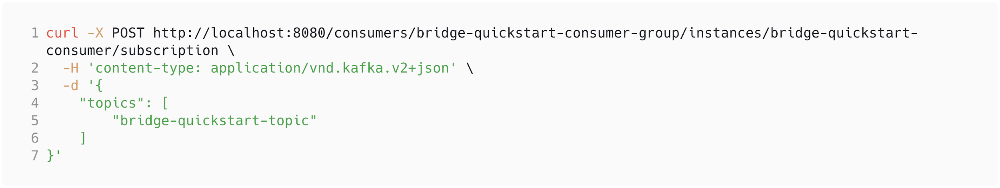 1 curl -X POST http://localhost:8080/consumers/bridge-quickstart-consumer-group/instances/bridge-quickstart-
consumer/subscription \
2   -H 'content-type: application/vnd.kafka.v2+json' \
3   -d '{
4     "topics": [
5         "bridge-quickstart-topic"
6     ]
7 }'